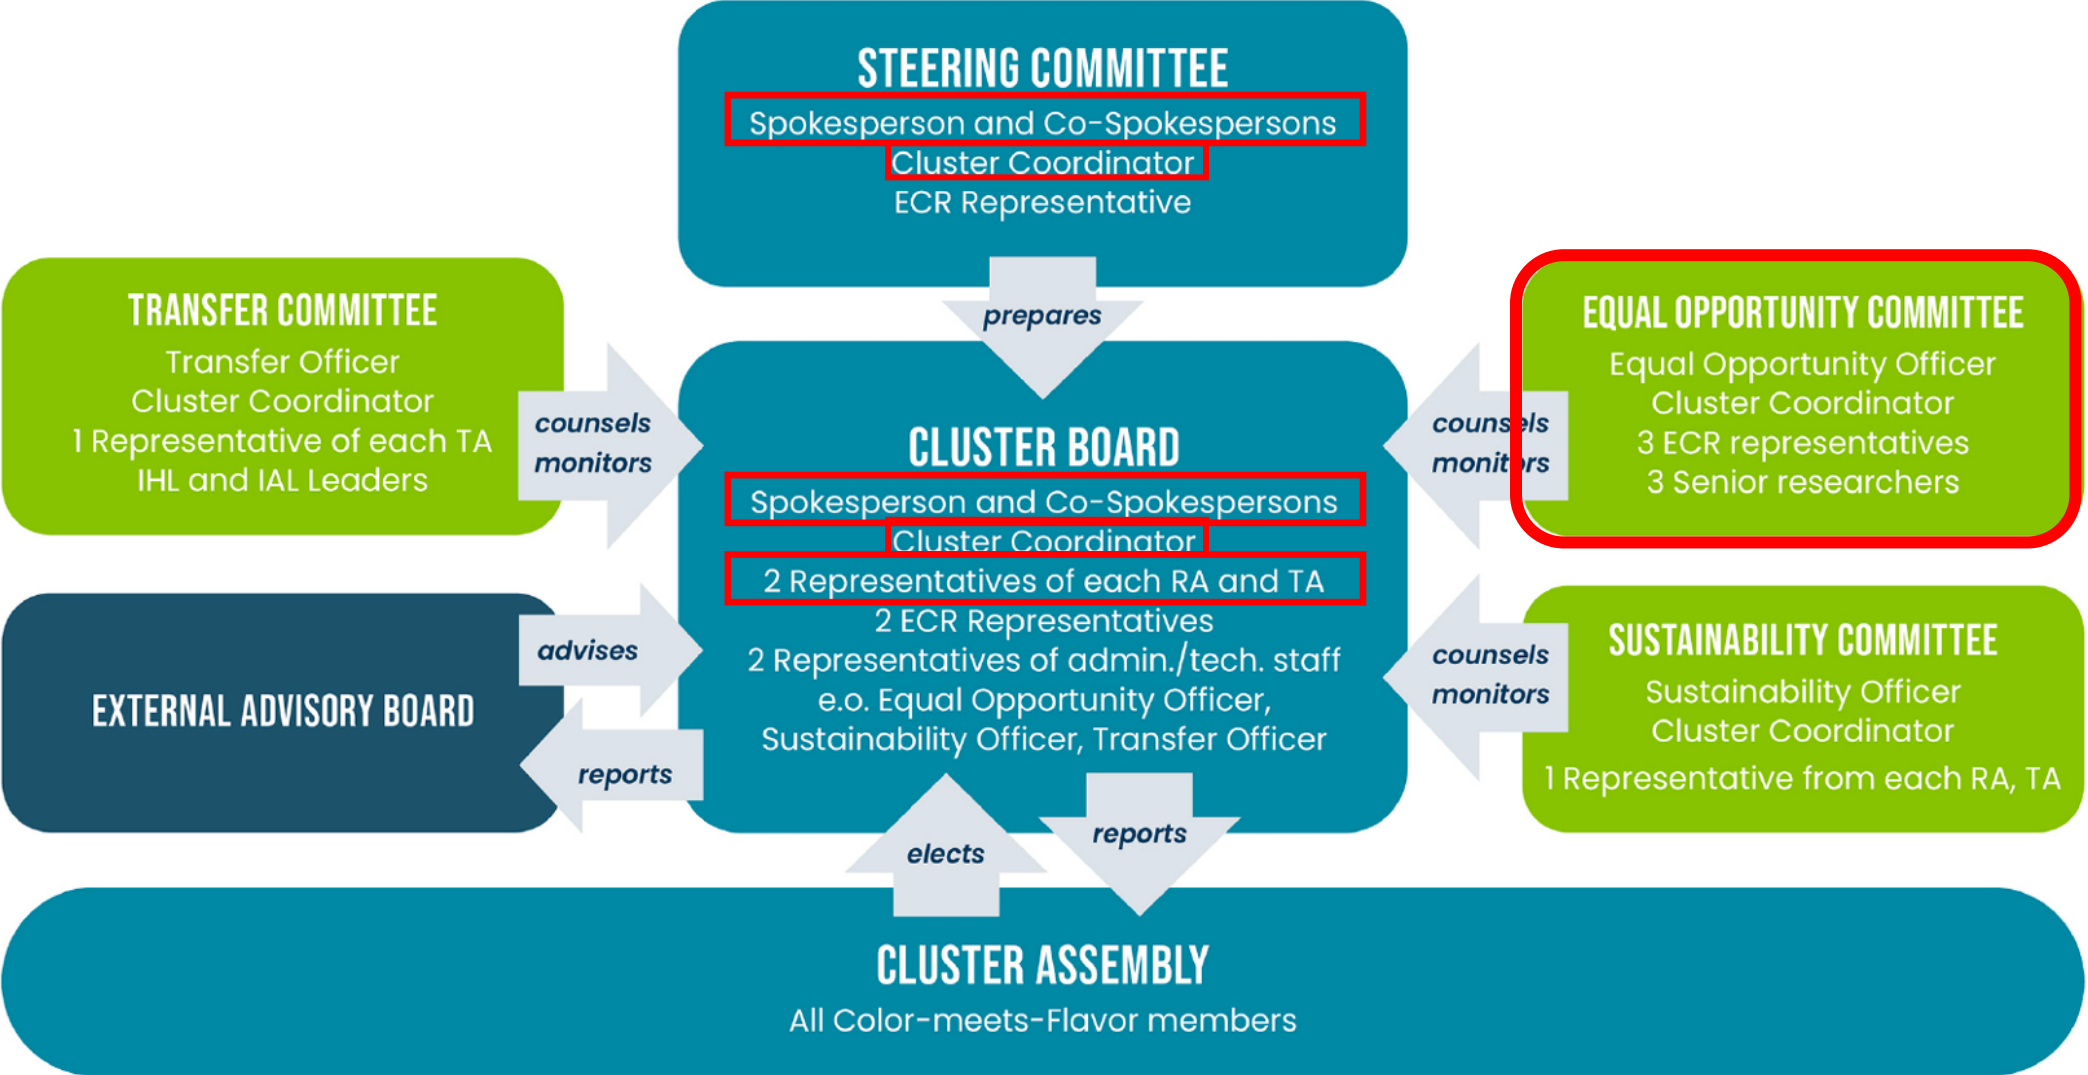 STEERING COMMITTEE
Spokesperson and Co-Spokespersons
Cluster Coordinator
ECR Representative
prepares
TRANSFER COMMITTEE
Transfer Officer
Cluster Coordinator
1 Representative of each TA
IHL and IAL Leaders
counsels
monitors
EQUAL OPPORTUNITY COMMITTEE
Equal Opportunity Officer
Cluster Coordinator
3 ECR representatives
3 Senior researchers
counsels
monitors
CLUSTER BOARD
Spokesperson and Co-Spokespersons
Cluster Coordinator
2 Representatives of each RA and TA
2 ECR Representatives
2 Representatives of admin./tech. staff
e.o. Equal Opportunity Officer,
Sustainability Officer, Transfer Officer
EXTERNAL ADVISORY BOARD
advises
reports
SUSTAINABILITY COMMITTEE
Sustainability Officer
Cluster Coordinator
1 Representative from each RA, TA
counsels
monitors
elects
reports
CLUSTER ASSEMBLY
All Color-meets-Flavor members